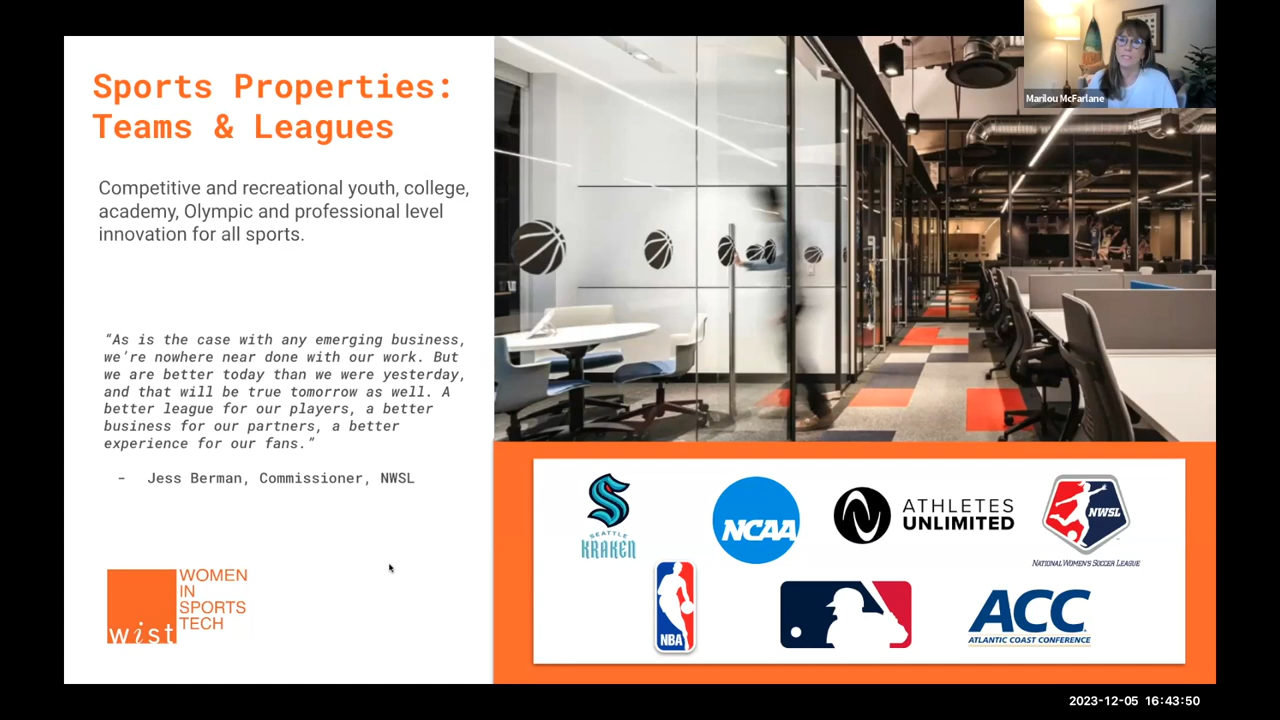 Sports Properties:
Teams & Leagues
Competitive and recreational youth, college,
academy, Olympic and professional level
innovation for all sports.
“As is the case with any emerging business,
we’re nowhere near done with our work. But
we are better today than we were yesterday,
and that will be true tomorrow as well. A
better league for our players, a better
business for our partners, a better
experience for our fans.”
- Jess Berman, Commissioner, NWSL
wist
WOMEN
IN
SPORTS
TECH
Marilou McFarlane
SEATTLE
KRAKEN
NCAA
ATHLETES
UNLIMITED
NWSL
NATIONAL WOMEN'S SOCCER LEAGUE
NBA
ACC
ATLANTIC COAST CONFERENCE
2023-12-05 16:43:50